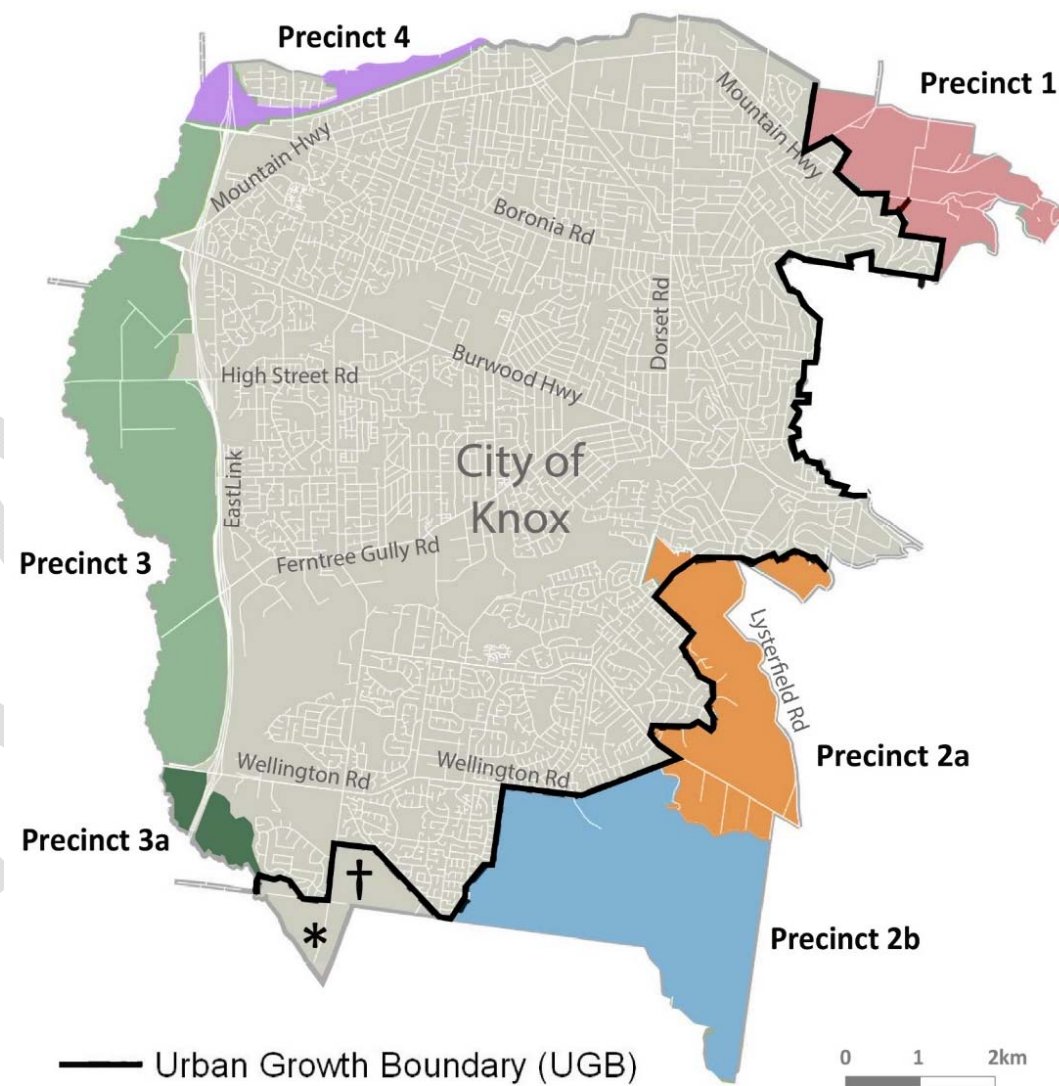 Precinct 4
Precinct 1
Mountain Hwy
Mountain Hwy
Boronia Rd
Dorset Rd
Burwood Hwy
High Street Rd
City of
Knox
EastLink
Ferntree Gully Rd
Precinct 3
Lysterfield Rd
Wellington Rd
Wellington Rd
Precinct 2a
Precinct 3a
†
*
Precinct 2b
Urban Growth Boundary (UGB)
0 1 2km